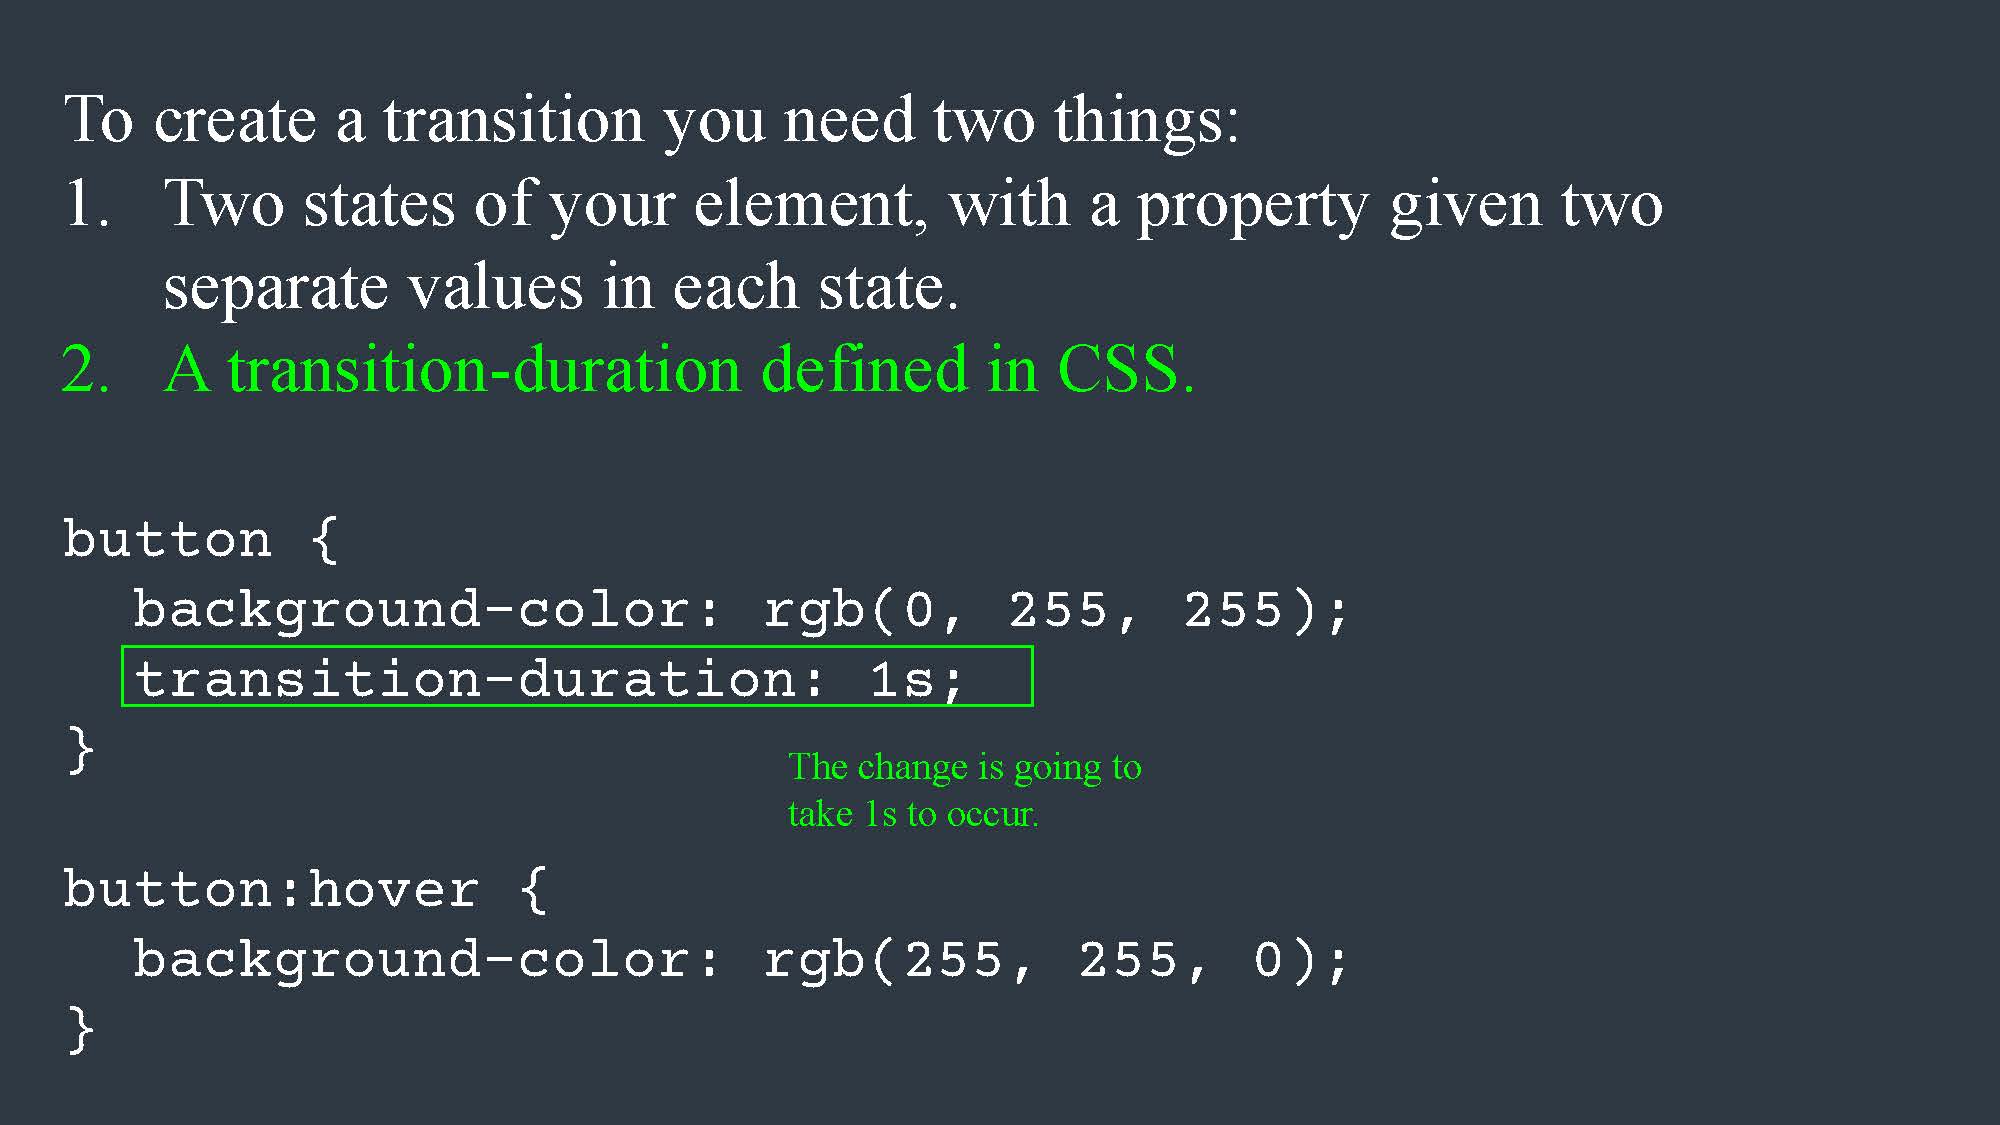 To create a transition you need two things:
1. Two states of your element, with a property given two
separate values in each state.
2. A transition-duration defined in CSS.
button {
  background-color: rgb(0, 255, 255);
  transition-duration: 1s;
}
The change is going to
take 1s to occur.
button:hover {
  background-color: rgb(255, 255, 0);
}